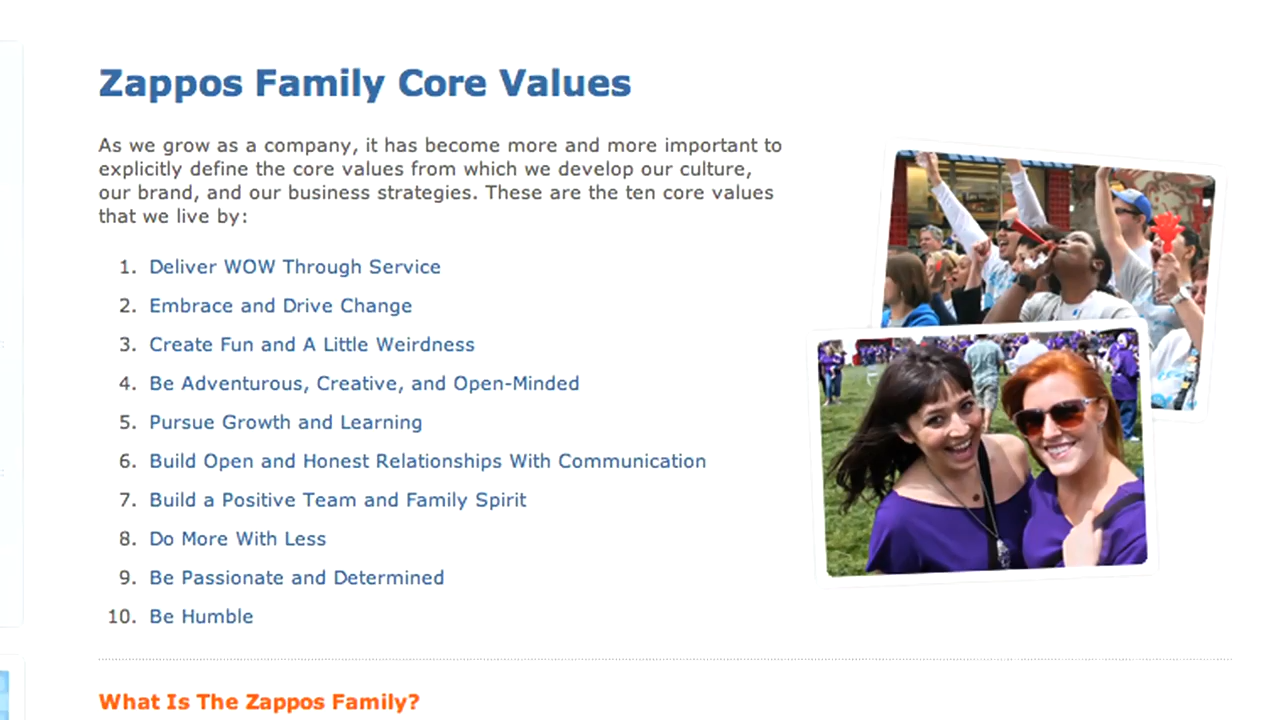 Zappos Family Core Values
As we grow as a company, it has become more and more important to
explicitly define the core values from which we develop our culture,
our brand, and our business strategies. These are the ten core values
that we live by:
1. Deliver WOW Through Service
2. Embrace and Drive Change
3. Create Fun and A Little Weirdness
4. Be Adventurous, Creative, and Open-Minded
5. Pursue Growth and Learning
6. Build Open and Honest Relationships With Communication
7. Build a Positive Team and Family Spirit
8. Do More With Less
9. Be Passionate and Determined
10. Be Humble
What Is The Zappos Family?